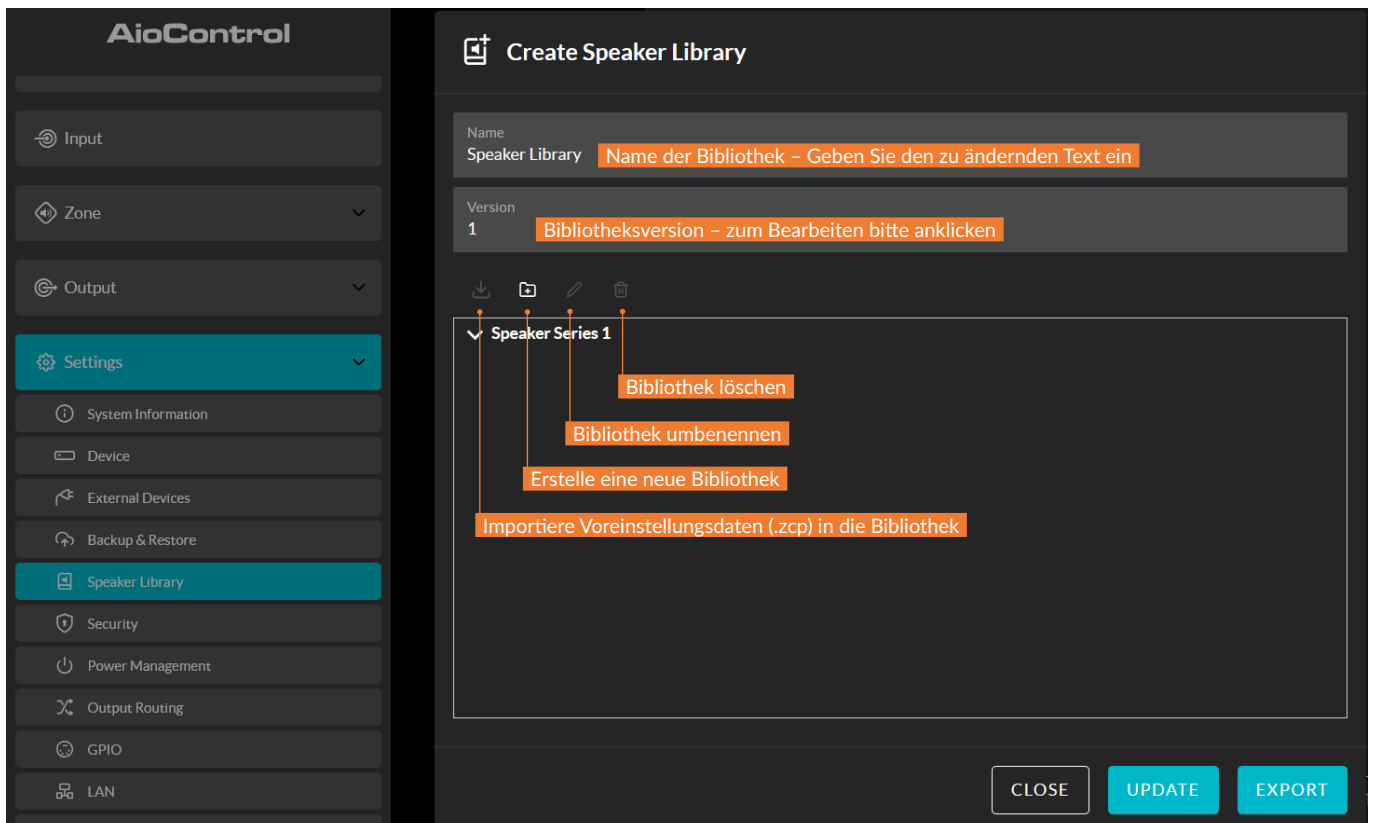 AioControl
Input
Zone
Output
Settings
System Information
Device
External Devices
Backup & Restore
Speaker Library
Security
Power Management
Output Routing
GPIO
LAN
Create Speaker Library
Name
Speaker Library Name der Bibliothek – Geben Sie den zu ändernden Text ein
Version
1 Bibliotheksversion – zum Bearbeiten bitte anklicken
Speaker Series 1
Bibliothek löschen
Bibliothek umbenennen
Erstelle eine neue Bibliothek
Importiere Voreinstellungsdaten (.zcp) in die Bibliothek
CLOSE UPDATE EXPORT